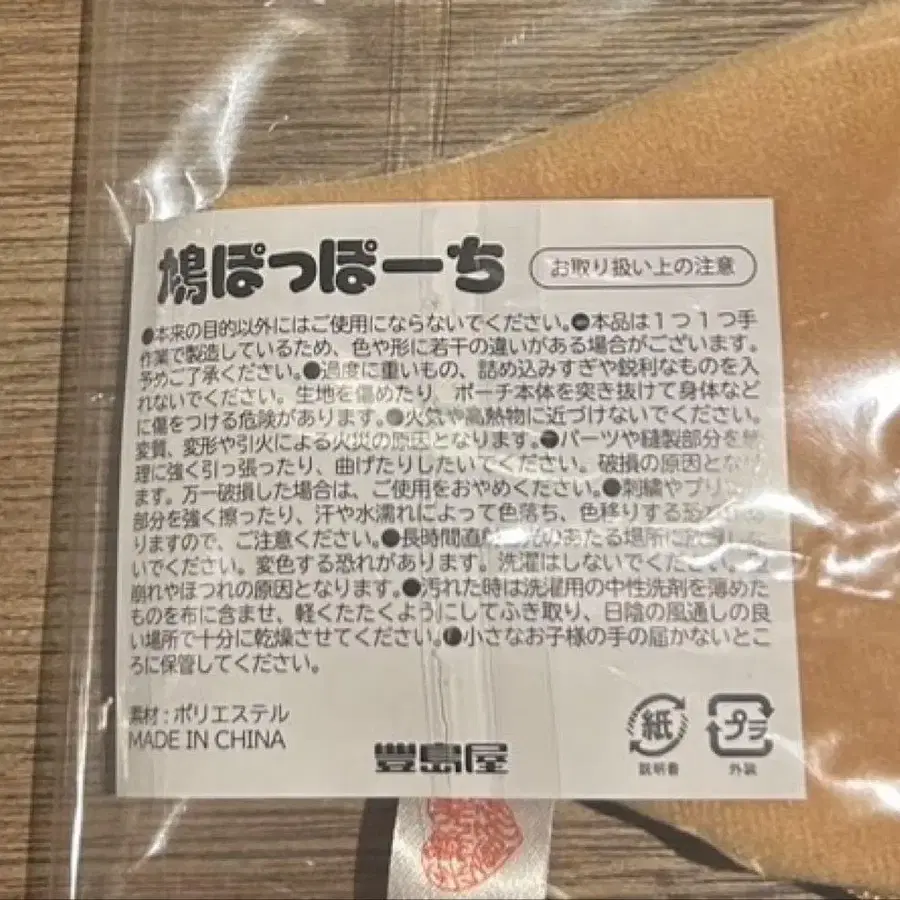 鳩ぽっぽーち
お取り扱い上の注意
●本来の目的以外にはご使用にならないでください。●本品は1つ1つ手
作業で製造しているため、色や形に若干の違いがある場合がございます。
予めご了承ください。●過度に重いもの、詰め込みすぎや鋭利なものを入
れないでください。生地を傷めたり、ポーチ本体を突き抜けて身体など
に傷をつける危険があります。●火気や高熱物に近づけないでください。
変質、変形や引火による火災の原因となります。●パーツや縫製部分を無
理に強く引っ張ったり、曲げたりしたいでください。破損の原因となり
ます。万一破損した場合は、ご使用をおやめください。●刺繍やプリ
部分を強く擦ったり、汗や水濡れによって色落ち、色移りする恐
りますので、ご注意ください。●長時間直射 のあたる場所に な
いでください。変色する恐れがあります。洗濯はしないでください。
崩れやほつれの原因となります。●汚れた時は洗濯用の中性洗剤を薄めた
ものを布に含ませ、軽くたたくようにしてふき取り、日陰の風通しの良
い場所で十分に乾燥させてください。●小さなお子様の手の届かないとこ
ろに保管してください。
素材:ポリエステル
MADE IN CHINA
豊島屋
紙
説明書
プラ
外装